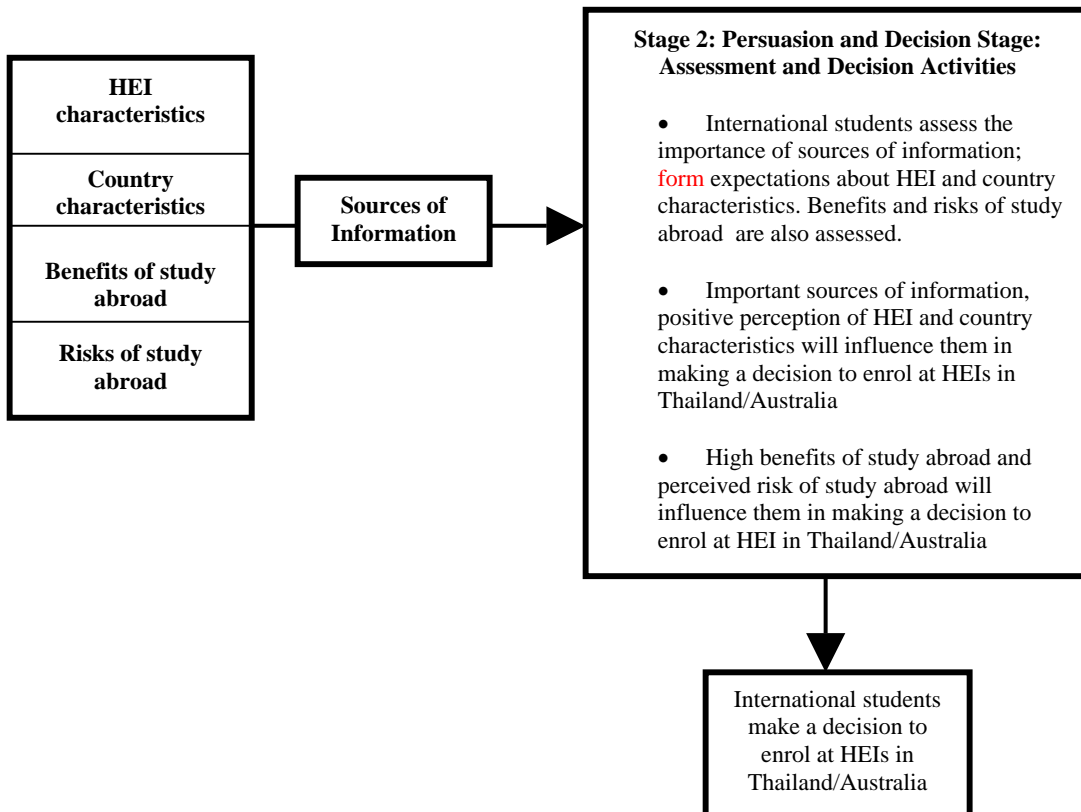 HEI
characteristics
Country
characteristics
Benefits of study
abroad
Risks of study
abroad
Sources of
Information
Stage 2: Persuasion and Decision Stage:
Assessment and Decision Activities
• International students assess the
importance of sources of information;
form expectations about HEI and country
characteristics. Benefits and risks of study
abroad are also assessed.
• Important sources of information,
positive perception of HEI and country
characteristics will influence them in
making a decision to enrol at HEIs in
Thailand/Australia
• High benefits of study abroad and
perceived risk of study abroad will
influence them in making a decision to
enrol at HEI in Thailand/Australia
International students
make a decision to
enrol at HEIs in
Thailand/Australia